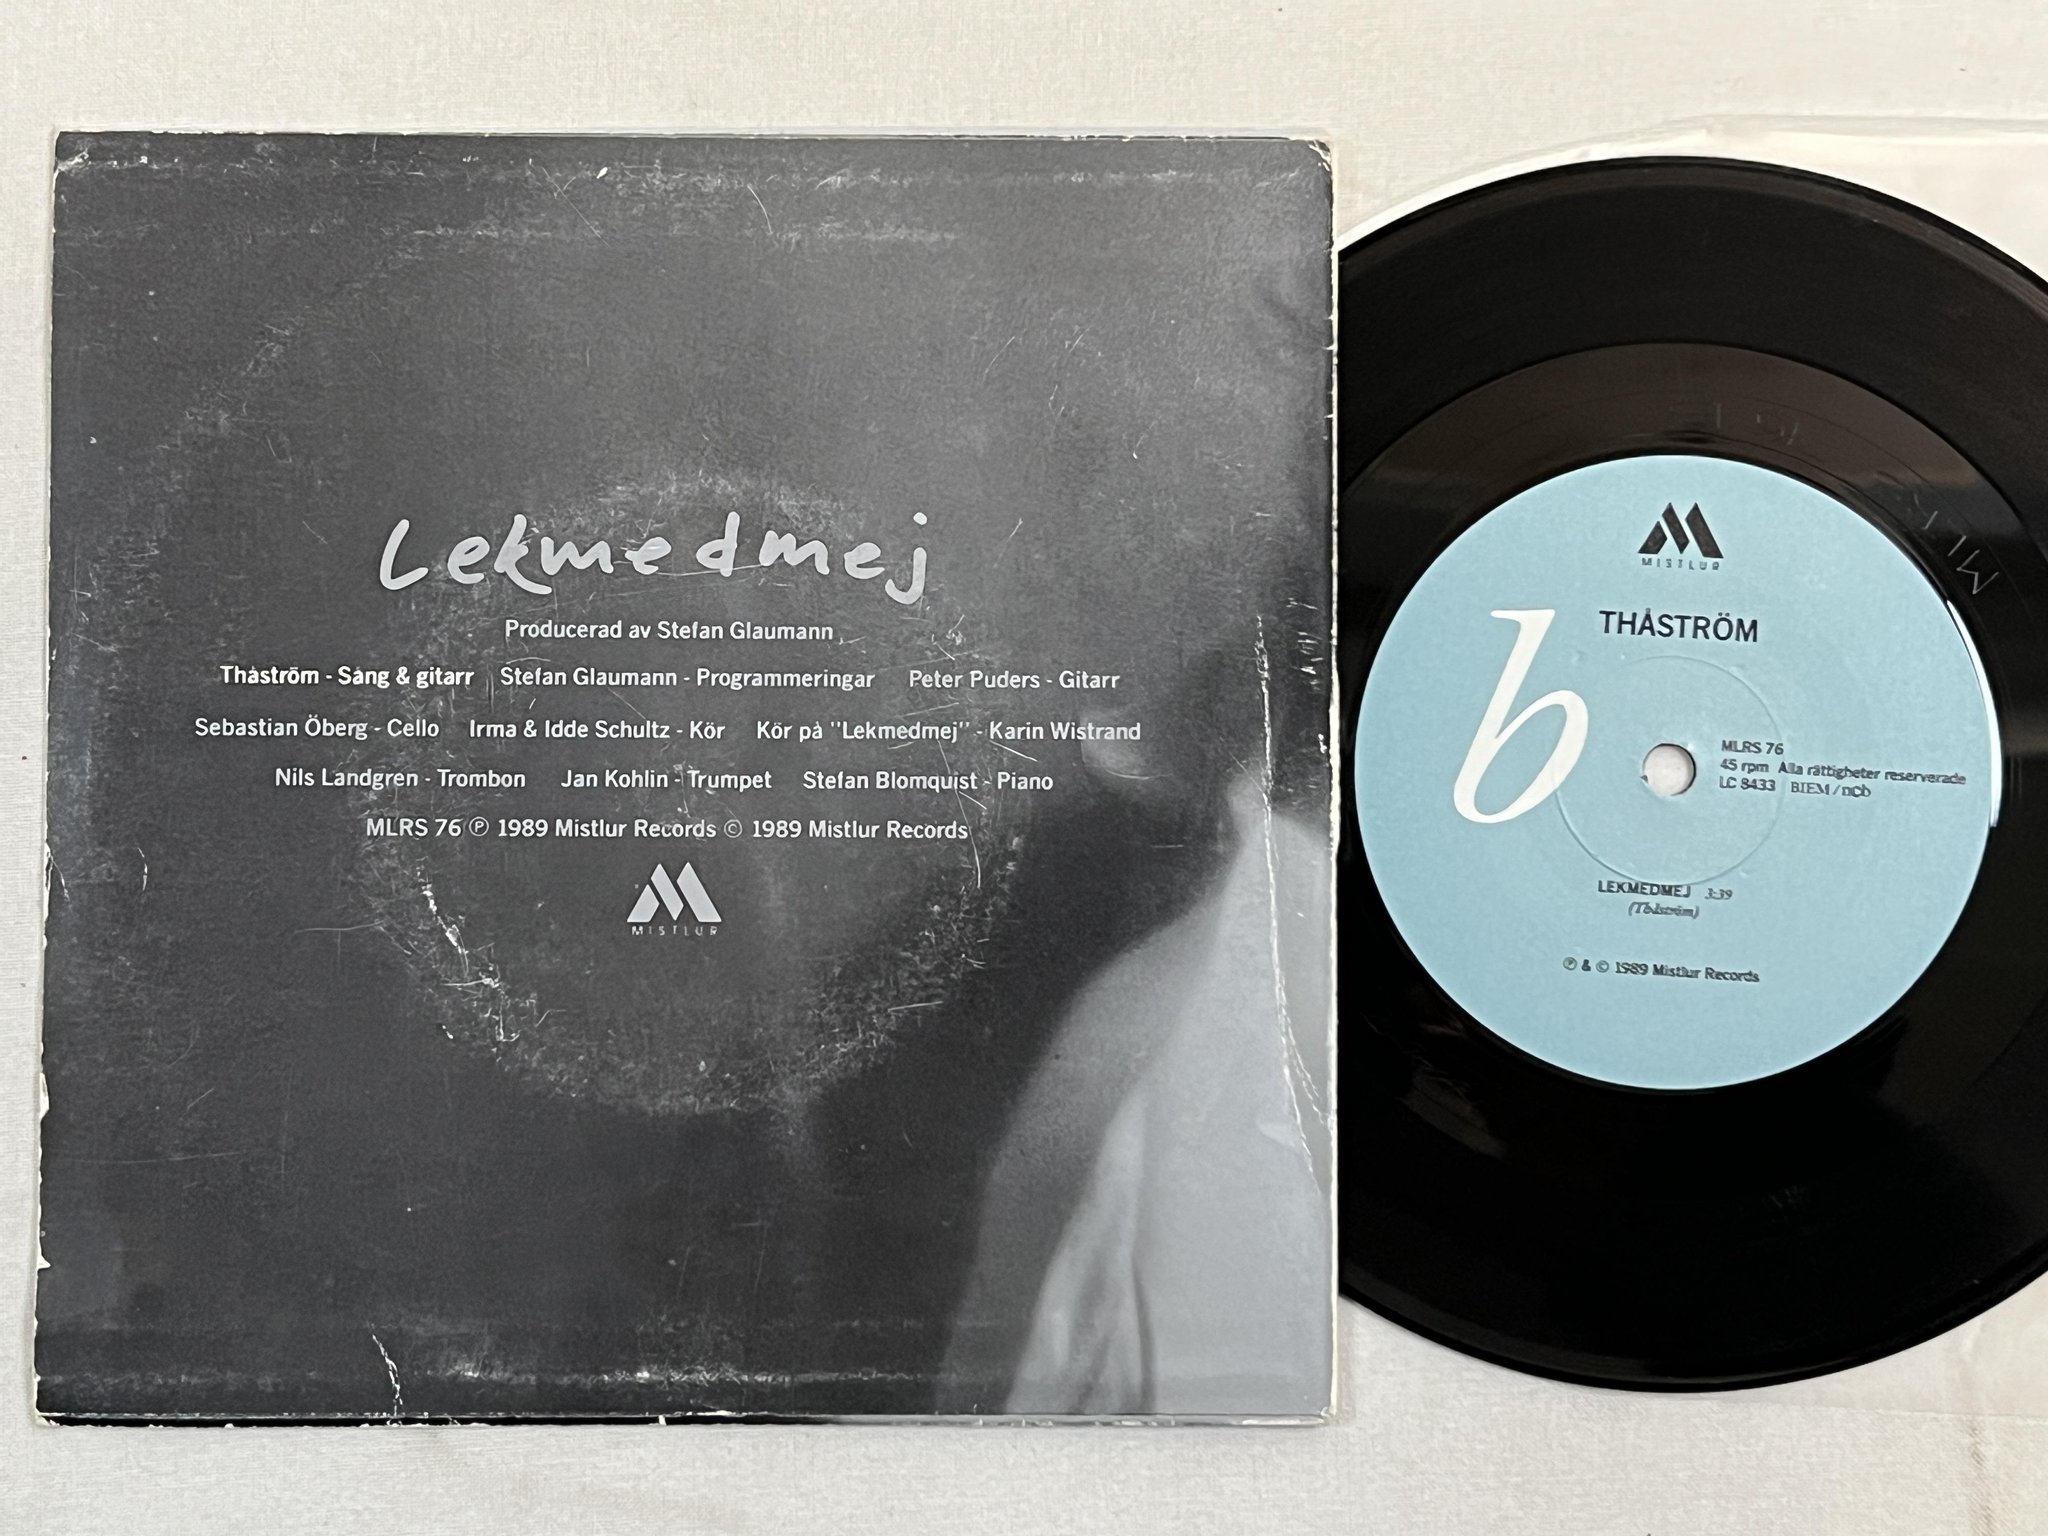 Lekmedmej
Producerad av Stefan Glaumann
Thåström - Sång & gitarr Stefan Glaumann - Programmeringar Peter Puders - Gitarr
Sebastian Öberg - Cello Irma & Idde Schultz - Kör Kör på "Lekmedmej" - Karin Wistrand
Nils Landgren - Trombon Jan Kohlin - Trumpet Stefan Blomquist - Piano
MLRS 76 ℗ 1989 Mistlur Records © 1989 Mistlur Records
MISTLUR
MISTLUR
THÅSTRÖM
b
MLRS 76
45 rpm Alla rättigheter reserverade
LC 8433 BIEM/ncb
LEKMEDMEJ 3:39
(Thåström)
℗ & © 1989 Mistlur Records